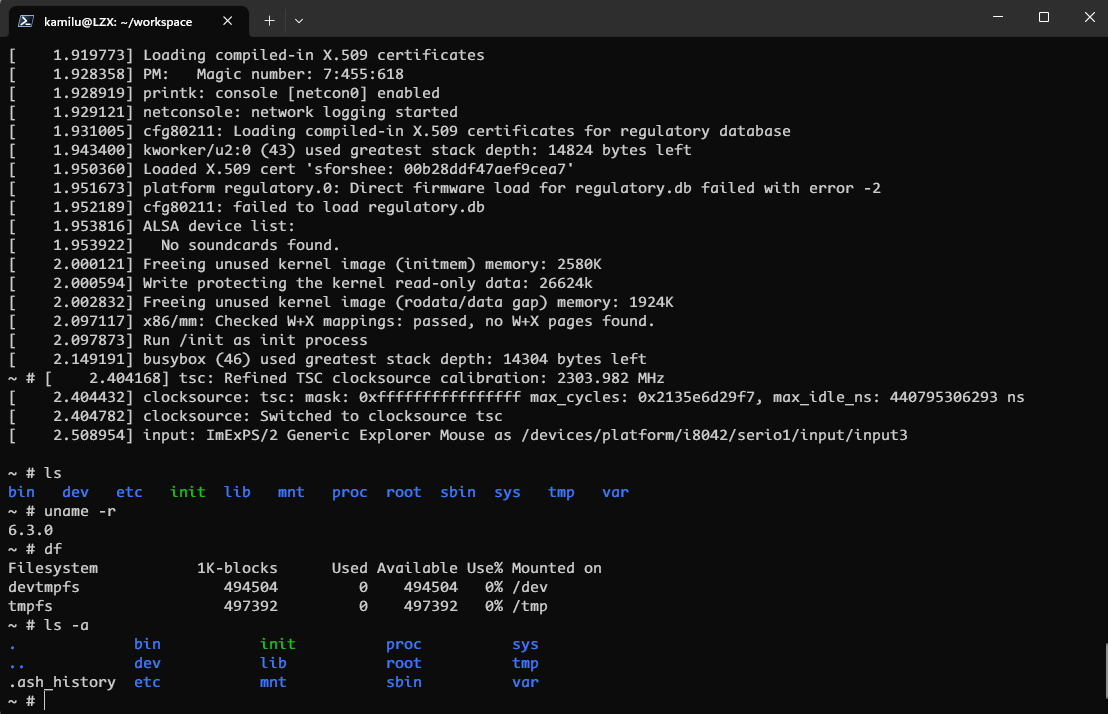 kamilu@LZX: ~/workspace
[    1.919773] Loading compiled-in X.509 certificates
[    1.928358] PM:   Magic number: 7:455:618
[    1.928919] printk: console [netcon0] enabled
[    1.929121] netconsole: network logging started
[    1.931005] cfg80211: Loading compiled-in X.509 certificates for regulatory database
[    1.943400] kworker/u2:0 (43) used greatest stack depth: 14824 bytes left
[    1.950360] Loaded X.509 cert 'sforshee: 00b28ddf47aef9cea7'
[    1.951673] platform regulatory.0: Direct firmware load for regulatory.db failed with error -2
[    1.952189] cfg80211: failed to load regulatory.db
[    1.953816] ALSA device list:
[    1.953922]   No soundcards found.
[    2.000121] Freeing unused kernel image (initmem) memory: 2580K
[    2.000594] Write protecting the kernel read-only data: 26624k
[    2.002832] Freeing unused kernel image (rodata/data gap) memory: 1924K
[    2.097117] x86/mm: Checked W+X mappings: passed, no W+X pages found.
[    2.097873] Run /init as init process
[    2.149191] busybox (46) used greatest stack depth: 14304 bytes left
~ # [    2.404168] tsc: Refined TSC clocksource calibration: 2303.982 MHz
[    2.404432] clocksource: tsc: mask: 0xffffffffffffffff max_cycles: 0x2135e6d29f7, max_idle_ns: 440795306293 ns
[    2.404782] clocksource: Switched to clocksource tsc
[    2.508954] input: ImExPS/2 Generic Explorer Mouse as /devices/platform/i8042/serio1/input/input3
~ # ls
bin   dev   etc   init  lib   mnt   proc  root  sbin  sys   tmp   var
~ # uname -r
6.3.0
~ # df
Filesystem           1K-blocks      Used Available Use% Mounted on
devtmpfs                494504         0    494504   0% /dev
tmpfs                   497392         0    497392   0% /tmp
~ # ls -a
.             bin           init          proc          sys
..            dev           lib           root          tmp
.ash_history  etc           mnt           sbin          var
~ #